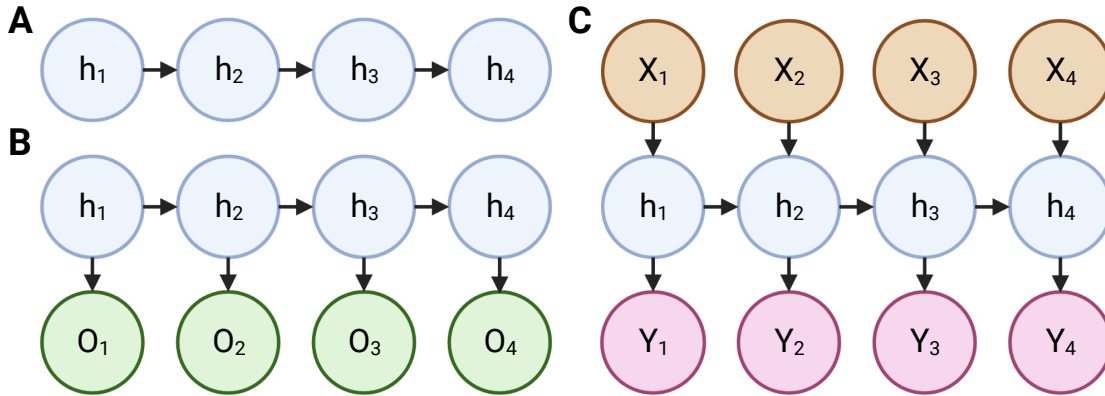 A
h₁ h₂ h₃ h₄
B
h₁ h₂ h₃ h₄
O₁ O₂ O₃ O₄
C
X₁ X₂ X₃ X₄
h₁ h₂ h₃ h₄
Y₁ Y₂ Y₃ Y₄